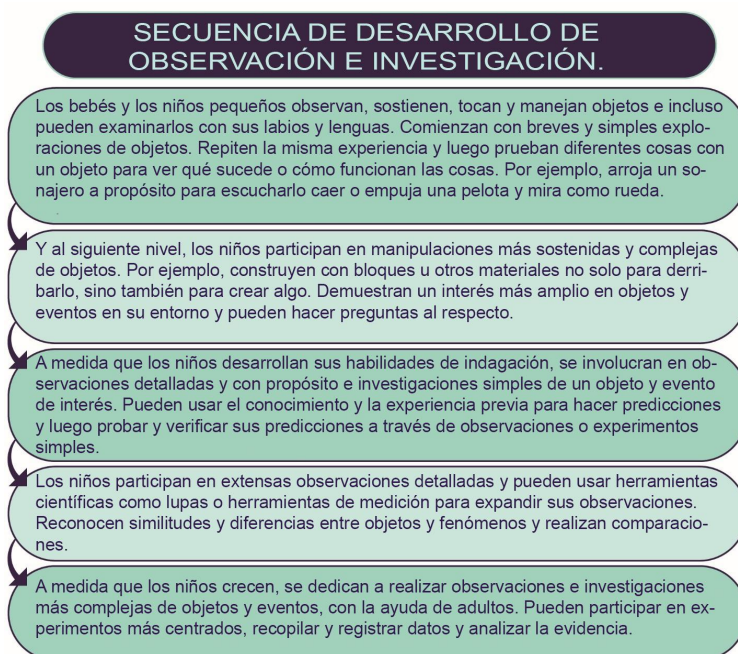 SECUENCIA DE DESARROLLO DE
OBSERVACIÓN E INVESTIGACIÓN.
Los bebés y los niños pequeños observan, sostienen, tocan y manejan objetos e incluso
pueden examinarlos con sus labios y lenguas. Comienzan con breves y simples explo-
raciones de objetos. Repiten la misma experiencia y luego prueban diferentes cosas con
un objeto para ver qué sucede o cómo funcionan las cosas. Por ejemplo, arroja un so-
najero a propósito para escucharlo caer o empuja una pelota y mira como rueda.
Y al siguiente nivel, los niños participan en manipulaciones más sostenidas y complejas
de objetos. Por ejemplo, construyen con bloques u otros materiales no solo para derri-
barlo, sino también para crear algo. Demuestran un interés más amplio en objetos y
eventos en su entorno y pueden hacer preguntas al respecto.
A medida que los niños desarrollan sus habilidades de indagación, se involucran en ob-
servaciones detalladas y con propósito e investigaciones simples de un objeto y evento
de interés. Pueden usar el conocimiento y la experiencia previa para hacer predicciones
y luego probar y verificar sus predicciones a través de observaciones o experimentos
simples.
Los niños participan en extensas observaciones detalladas y pueden usar herramientas
científicas como lupas o herramientas de medición para expandir sus observaciones.
Reconocen similitudes y diferencias entre objetos y fenómenos y realizan comparacio-
nes.
A medida que los niños crecen, se dedican a realizar observaciones e investigaciones
más complejas de objetos y eventos, con la ayuda de adultos. Pueden participar en ex-
perimentos más centrados, recopilar y registrar datos y analizar la evidencia.